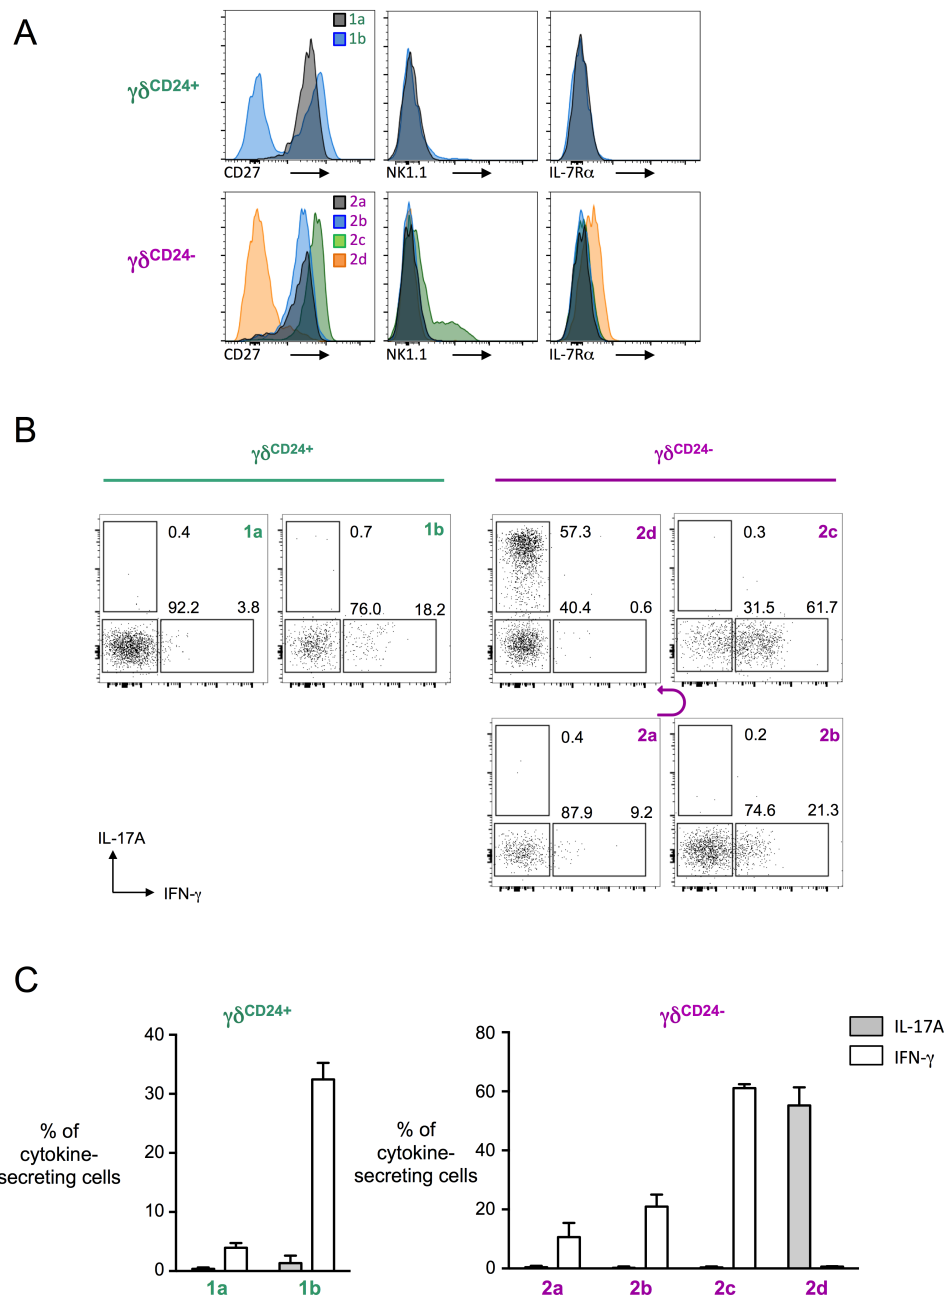 A
1a
1b
γδCD24+
CD27
NK1.1
IL-7Rα
2a
2b
2c
2d
γδCD24-
CD27
NK1.1
IL-7Rα
B
γδCD24+
γδCD24-
0.4 1a
92.2 3.8
0.7 1b
76.0 18.2
57.3 2d
40.4 0.6
0.3 2c
31.5 61.7
0.4 2a
87.9 9.2
0.2 2b
74.6 21.3
IL-17A
IFN-γ
C
γδCD24+
% of
cytokine-
secreting cells
40
30
20
10
0
1a 1b
γδCD24-
% of
cytokine-
secreting cells
80
60
40
20
0
2a 2b 2c 2d
IL-17A
IFN-γ